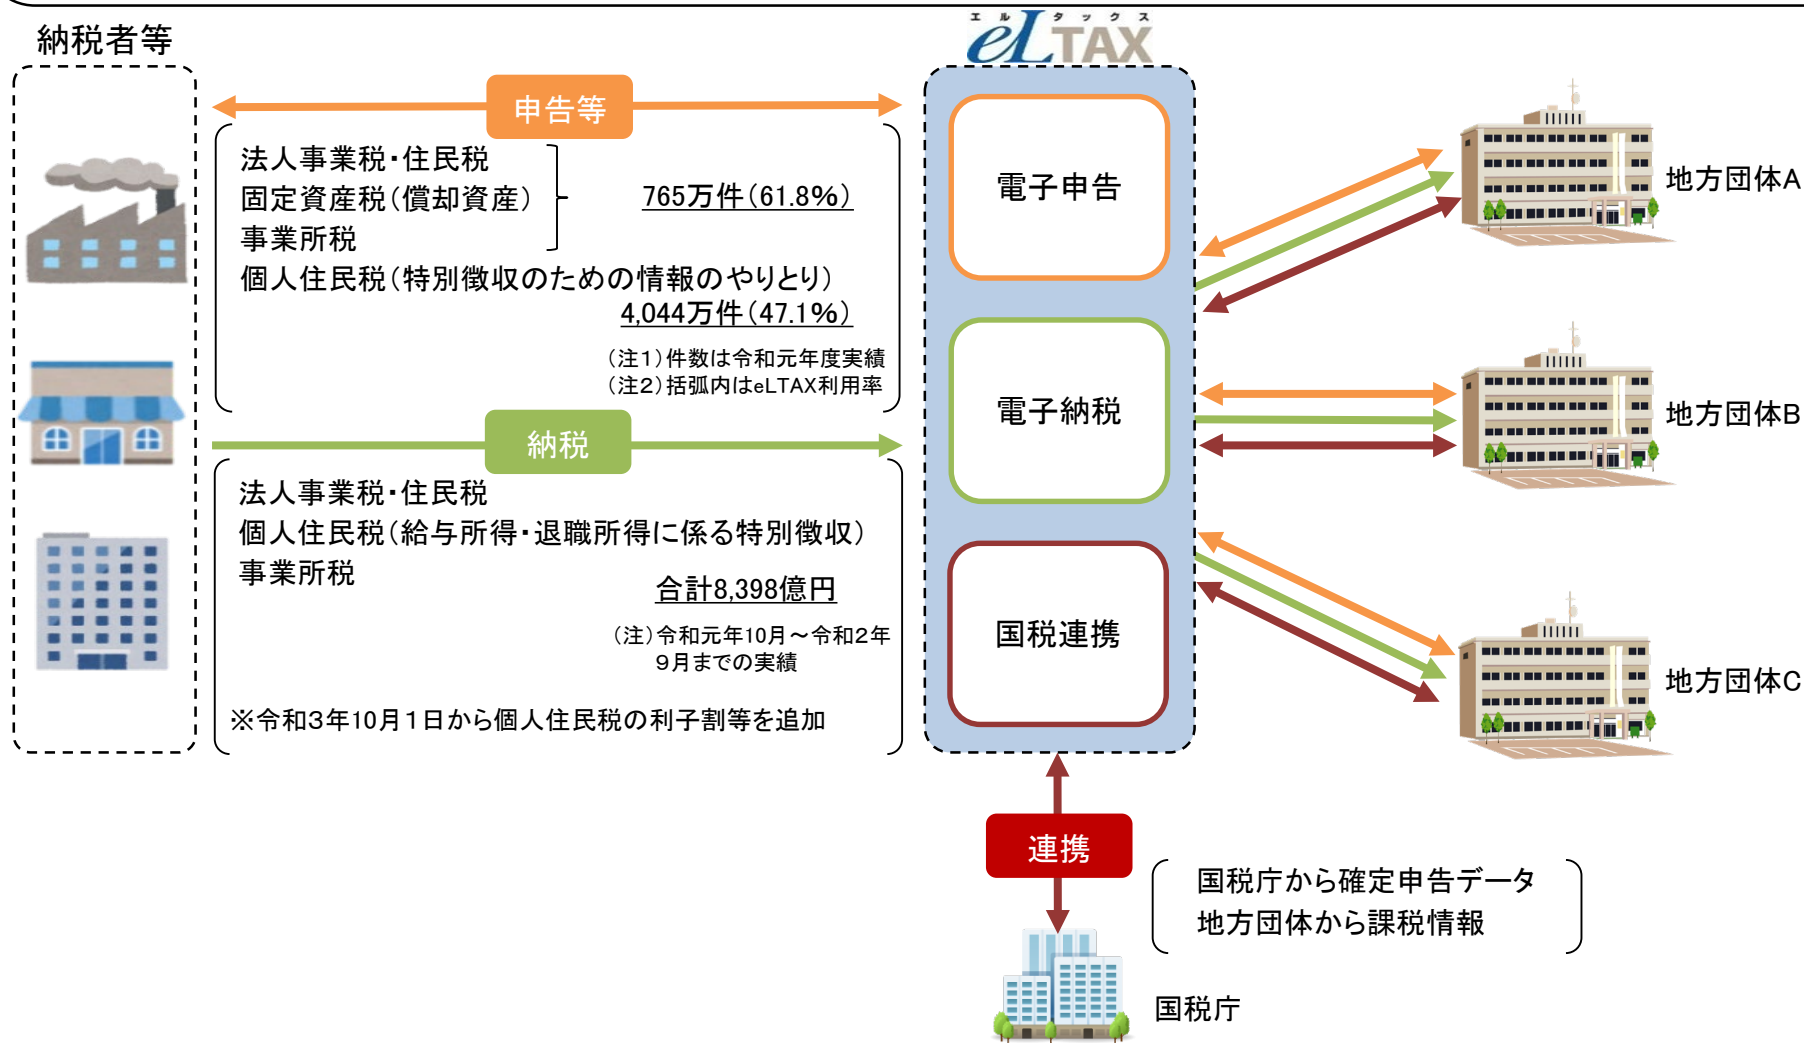 納税者等
エルタックス
eLTAX
申告等
法人事業税・住民税
固定資産税(償却資産)
事業所税
765万件(61.8%)
個人住民税(特別徴収のための情報のやりとり)
4,044万件(47.1%)
(注1)件数は令和元年度実績
(注2)括弧内はeLTAX利用率
納税
法人事業税・住民税
個人住民税(給与所得・退職所得に係る特別徴収)
事業所税
合計8,398億円
(注)令和元年10月～令和2年
9月までの実績
※令和3年10月1日から個人住民税の利子割等を追加
電子申告
電子納税
国税連携
地方団体A
地方団体B
地方団体C
連携
国税庁から確定申告データ
地方団体から課税情報
国税庁